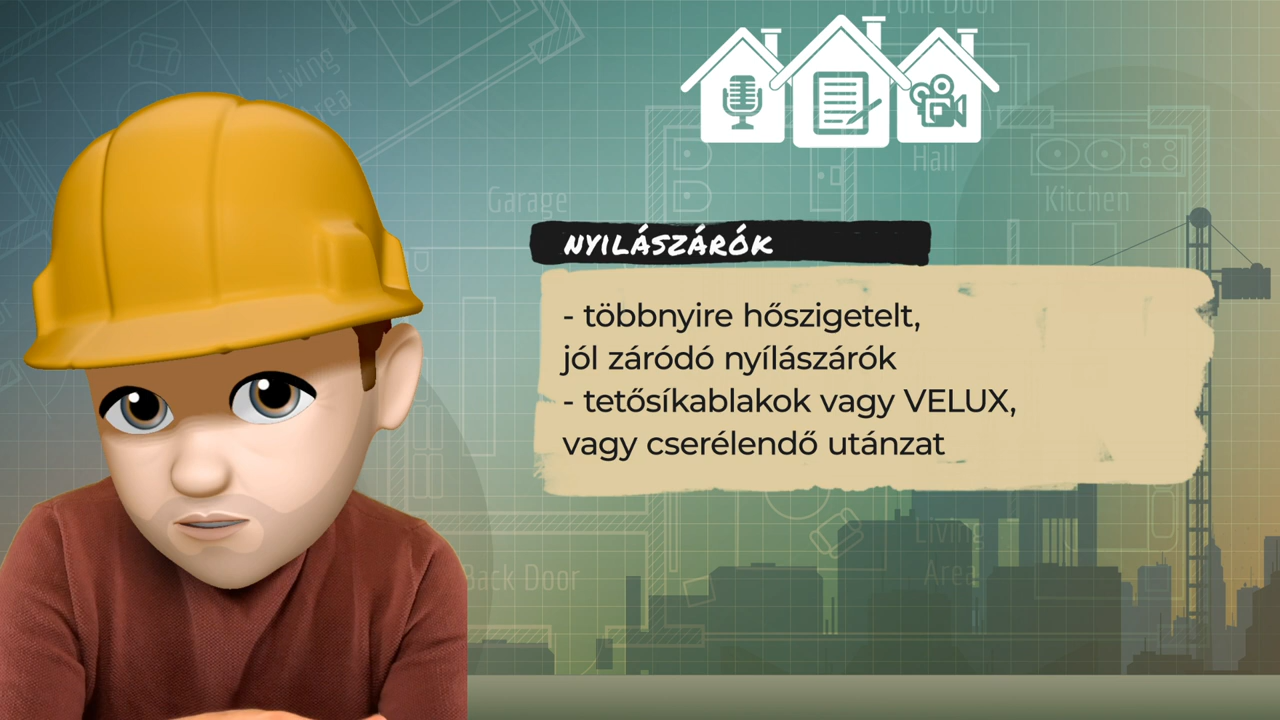 Front Door
Living
Area
Hall
Garage
Kitchen
NYILÁSZÁRÓK
- többnyire hőszigetelt,
jól záródó nyílászárók
- tetősíkablakok vagy VELUX,
vagy cserélendő utánzat
Living
Area
Back Door